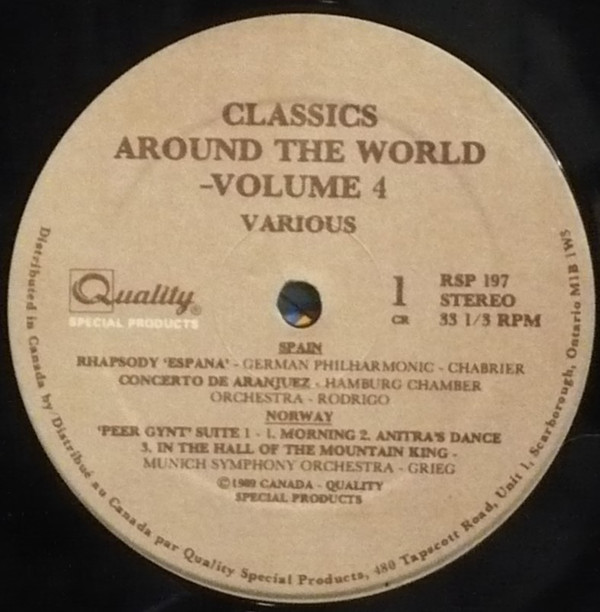 CLASSICS
AROUND THE WORLD
-VOLUME 4
VARIOUS
Quality®
SPECIAL PRODUCTS
1
CR
RSP 197
STEREO
33 1/3 RPM
SPAIN
RHAPSODY 'ESPANA' - GERMAN PHILHARMONIC - CHABRIER
CONCERTO DE ARANJUEZ - HAMBURG CHAMBER
ORCHESTRA - RODRIGO
NORWAY
'PEER GYNT' SUITE 1 - 1. MORNING 2. ANITRA'S DANCE
3. IN THE HALL OF THE MOUNTAIN KING -
MUNICH SYMPHONY ORCHESTRA - GRIEG
©1989 CANADA - QUALITY
SPECIAL PRODUCTS
Distributed in Canada by/Distribué au Canada par Quality Special Products, 480 Tapscott Road, Unit 1, Scarborough, Ontario M1B 1W3